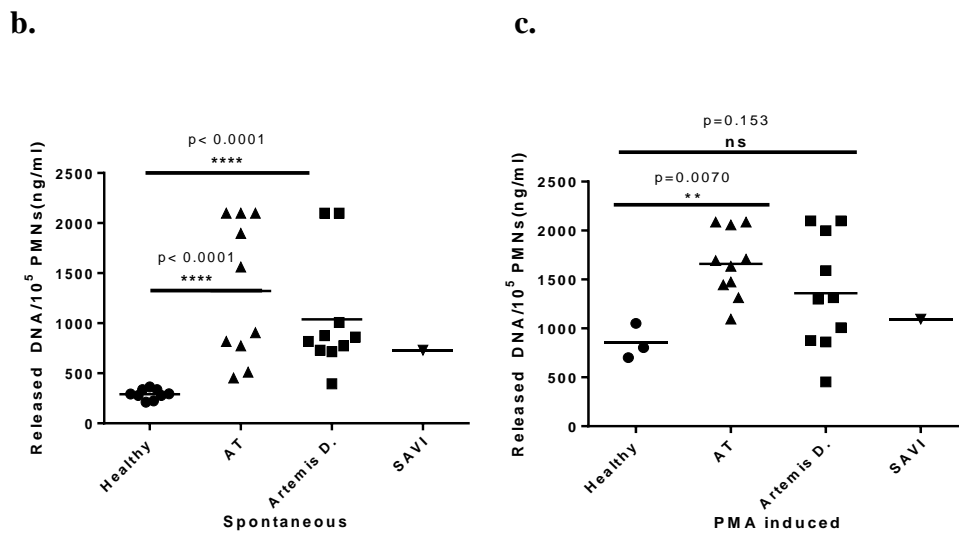 b.
p< 0.0001
****
p< 0.0001
****
Released DNA/10⁵ PMNs(ng/ml)
2500
2000
1500
1000
500
0
Healthy
AT
Artemis D.
SAVI
Spontaneous
c.
p=0.153
ns
p=0.0070
**
Released DNA/10⁵ PMNs(ng/ml)
2500
2000
1500
1000
500
0
Healthy
AT
Artemis D.
SAVI
PMA induced